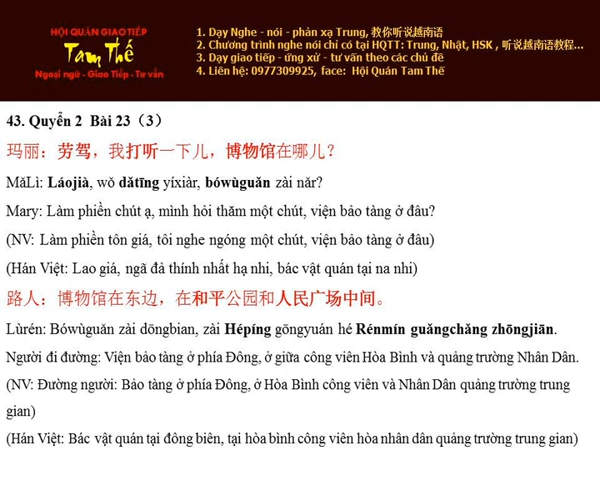 HỘI QUÁN GIAO TIẾP
Tam Thế
Ngoại ngữ - Giao Tiếp - Tư vấn
1. Dạy Nghe - nói - phản xạ Trung, 教你听说越南语
2. Chương trình nghe nói chỉ có tại HQTT: Trung, Nhật, HSK , 听说越南语教程...
3. Dạy giao tiếp - ứng xử - tư vấn theo các chủ đề
4. Liên hệ: 0977309925, face: Hội Quán Tam Thế
43. Quyển 2 Bài 23（3）
玛丽：劳驾，我打听一下儿，博物馆在哪儿？
MǎLì: Láojià, wǒ dǎtīng yíxiàr, bówùguǎn zài năr?
Mary: Làm phiền chút ạ, mình hỏi thăm một chút, viện bảo tàng ở đâu?
(NV: Làm phiền tôn giá, tôi nghe ngóng một chút, viện bảo tàng ở đâu)
(Hán Việt: Lao giá, ngã đả thính nhất hạ nhi, bác vật quán tại na nhi)
路人：博物馆在东边，在和平公园和人民广场中间。
Lùrén: Bówùguǎn zài dōngbian, zài Hépíng gōngyuán hé Rénmín guǎngchǎng zhōngjiān.
Người đi đường: Viện bảo tàng ở phía Đông, ở giữa công viên Hòa Bình và quảng trường Nhân Dân.
(NV: Đường người: Bảo tàng ở phía Đông, ở Hòa Bình công viên và Nhân Dân quảng trường trung
gian)
(Hán Việt: Bác vật quán tại đông biên, tại hòa bình công viên hòa nhân dân quảng trường trung gian)